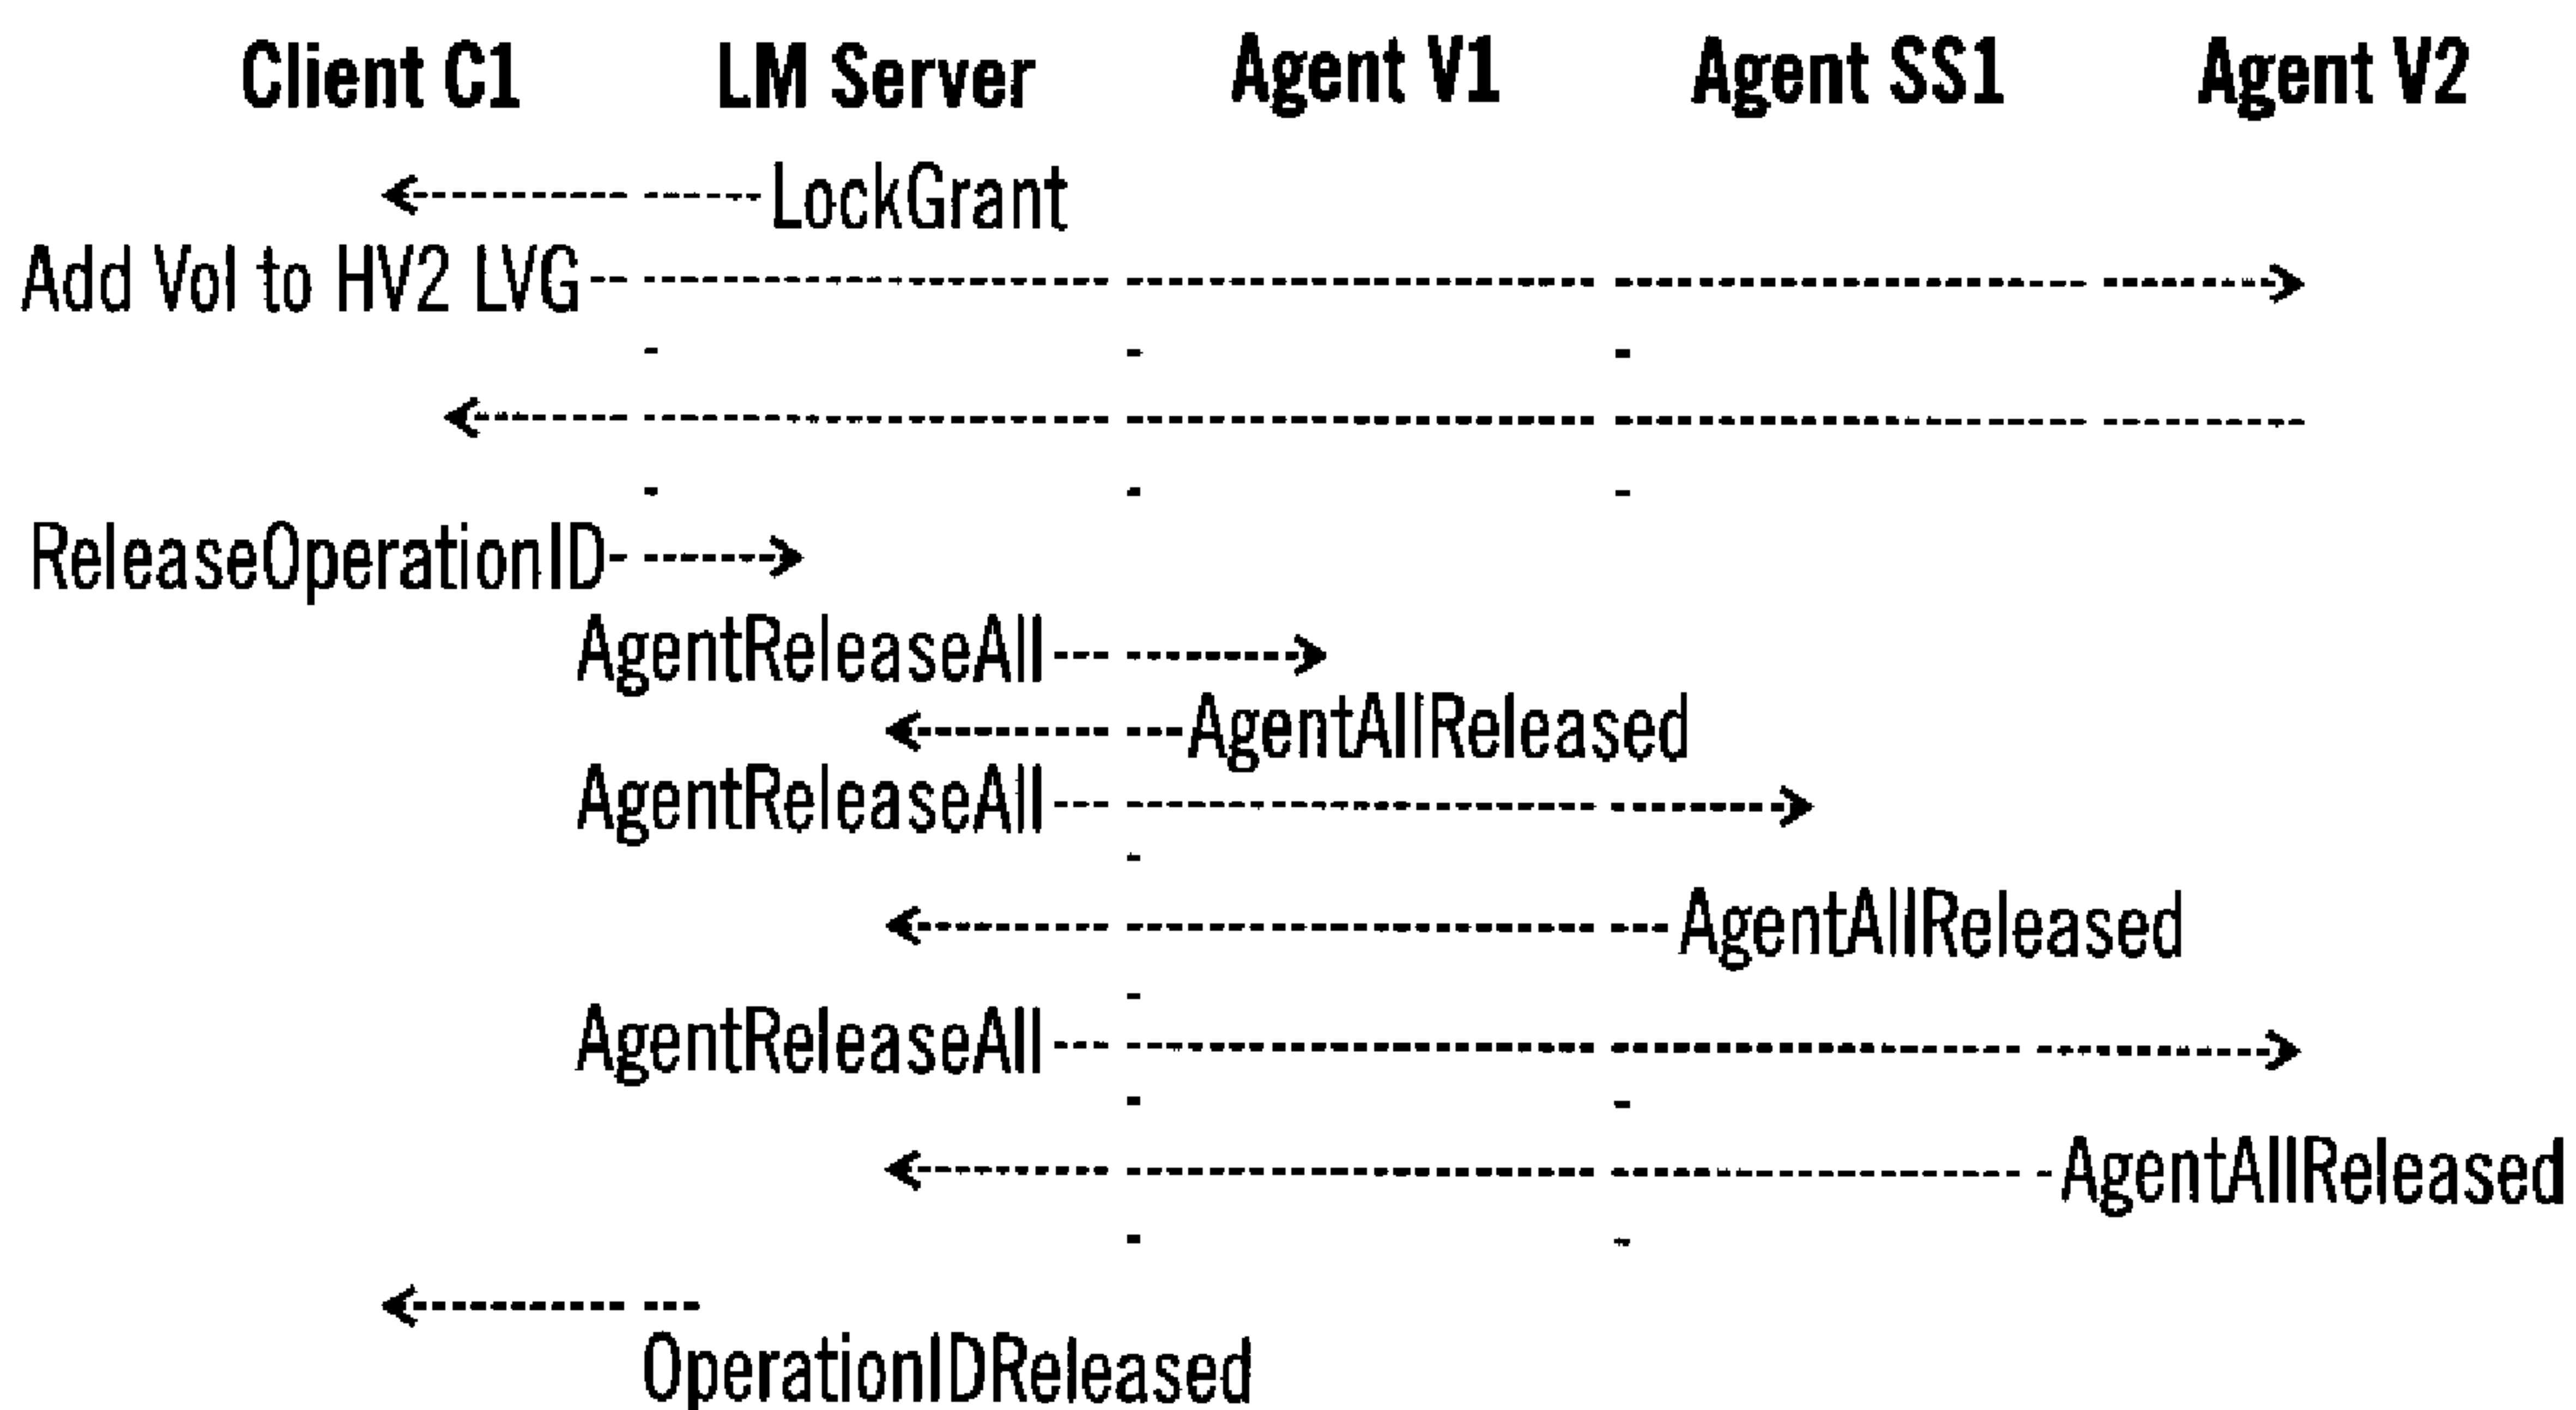 Client C1 LM Server Agent V1 Agent SS1 Agent V2
LockGrant
Add Vol to HV2 LVG
ReleaseOperationID
AgentReleaseAll
AgentAllReleased
AgentReleaseAll
AgentAllReleased
AgentReleaseAll
AgentAllReleased
OperationIDReleased